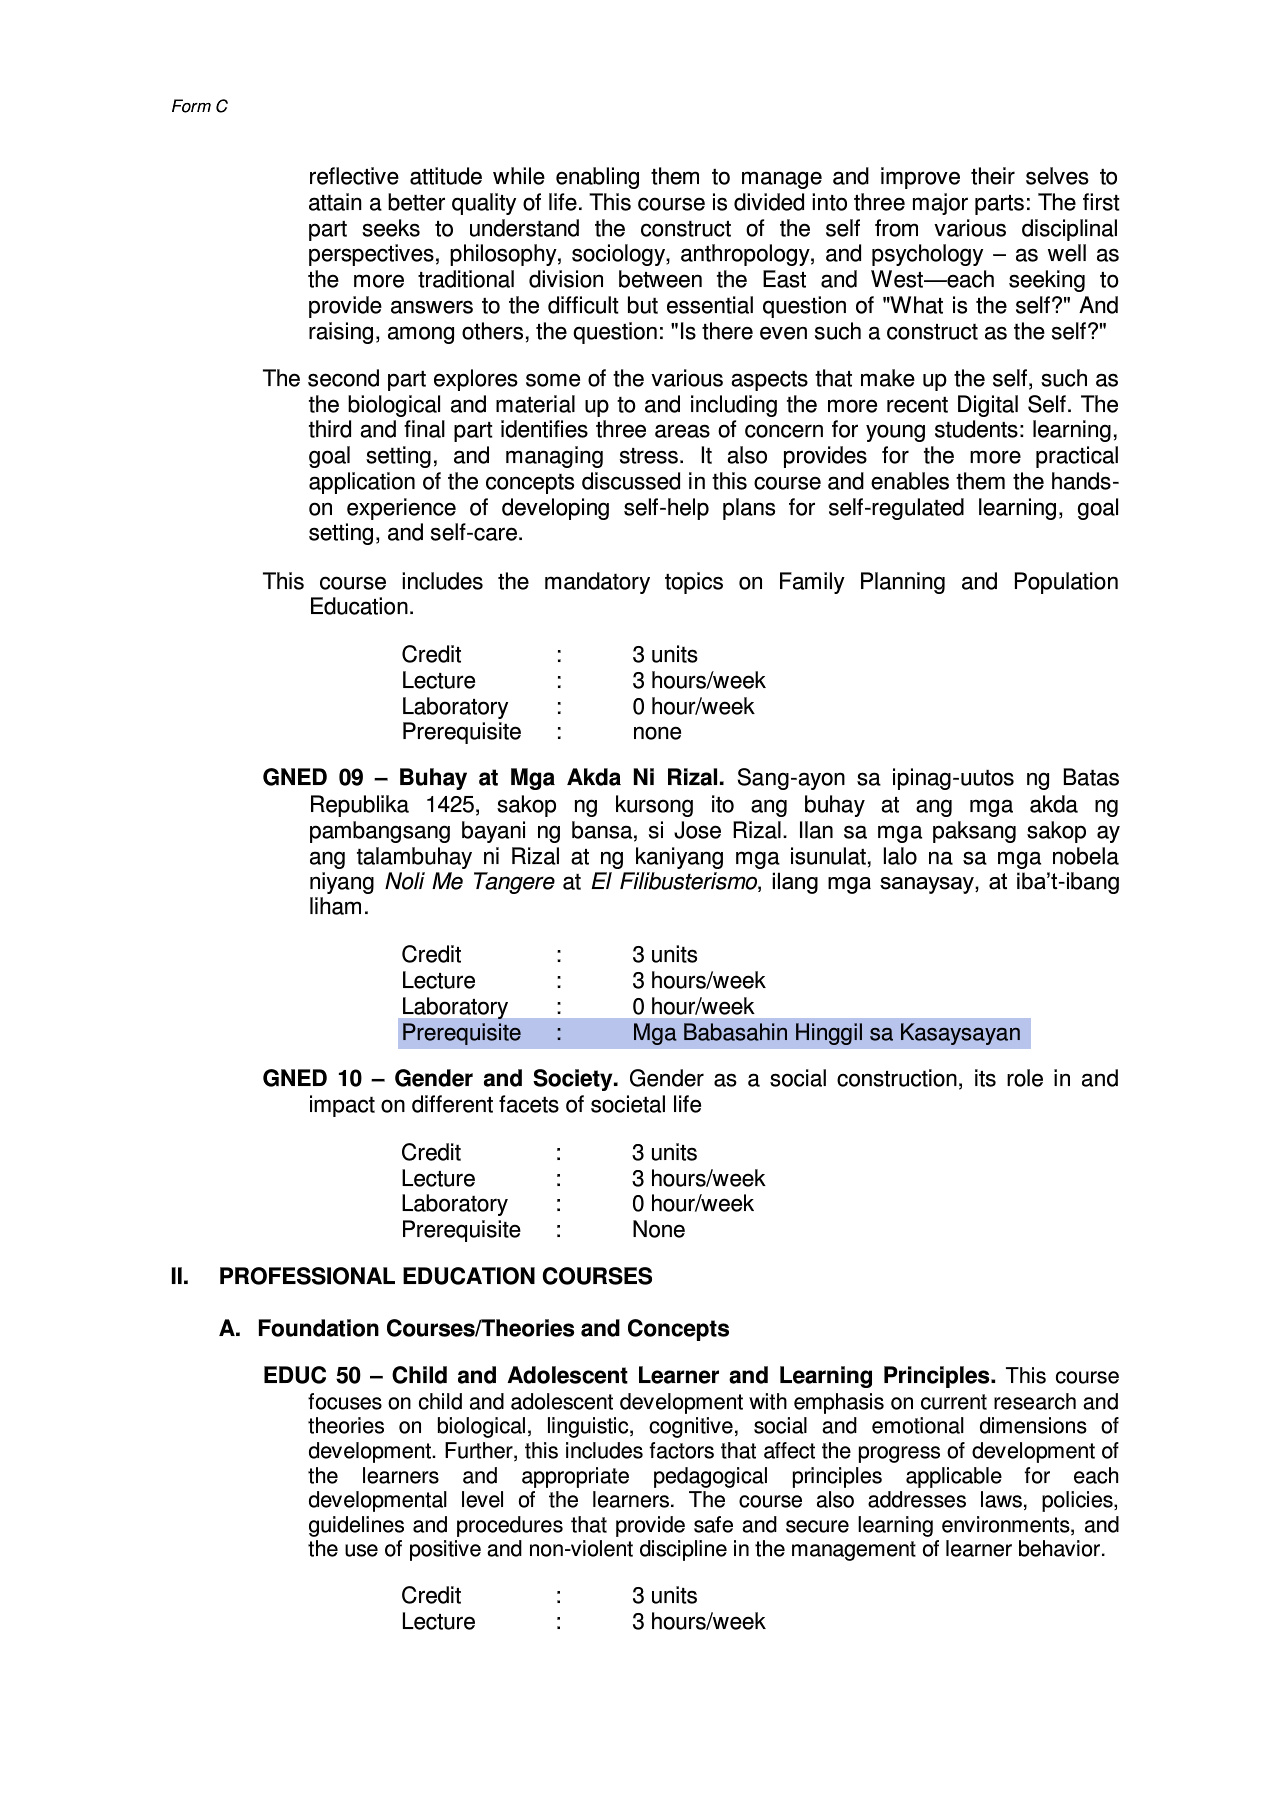 Form C
reflective attitude while enabling them to manage and improve their selves to
attain a better quality of life. This course is divided into three major parts: The first
part seeks to understand the construct of the self from various disciplinal
perspectives, philosophy, sociology, anthropology, and psychology – as well as
the more traditional division between the East and West—each seeking to
provide answers to the difficult but essential question of "What is the self?" And
raising, among others, the question: "Is there even such a construct as the self?"
The second part explores some of the various aspects that make up the self, such as
the biological and material up to and including the more recent Digital Self. The
third and final part identifies three areas of concern for young students: learning,
goal setting, and managing stress. It also provides for the more practical
application of the concepts discussed in this course and enables them the hands-
on experience of developing self-help plans for self-regulated learning, goal
setting, and self-care.
This course includes the mandatory topics on Family Planning and Population
Education.
Credit : 3 units
Lecture : 3 hours/week
Laboratory : 0 hour/week
Prerequisite : none
GNED 09 – Buhay at Mga Akda Ni Rizal. Sang-ayon sa ipinag-uutos ng Batas
Republika 1425, sakop ng kursong ito ang buhay at ang mga akda ng
pambangsang bayani ng bansa, si Jose Rizal. Ilan sa mga paksang sakop ay
ang talambuhay ni Rizal at ng kaniyang mga isunulat, lalo na sa mga nobela
niyang Noli Me Tangere at El Filibusterismo, ilang mga sanaysay, at iba’t-ibang
liham.
Credit : 3 units
Lecture : 3 hours/week
Laboratory : 0 hour/week
Prerequisite : Mga Babasahin Hinggil sa Kasaysayan
GNED 10 – Gender and Society. Gender as a social construction, its role in and
impact on different facets of societal life
Credit : 3 units
Lecture : 3 hours/week
Laboratory : 0 hour/week
Prerequisite : None
II. PROFESSIONAL EDUCATION COURSES
A. Foundation Courses/Theories and Concepts
EDUC 50 – Child and Adolescent Learner and Learning Principles. This course
focuses on child and adolescent development with emphasis on current research and
theories on biological, linguistic, cognitive, social and emotional dimensions of
development. Further, this includes factors that affect the progress of development of
the learners and appropriate pedagogical principles applicable for each
developmental level of the learners. The course also addresses laws, policies,
guidelines and procedures that provide safe and secure learning environments, and
the use of positive and non-violent discipline in the management of learner behavior.
Credit : 3 units
Lecture : 3 hours/week